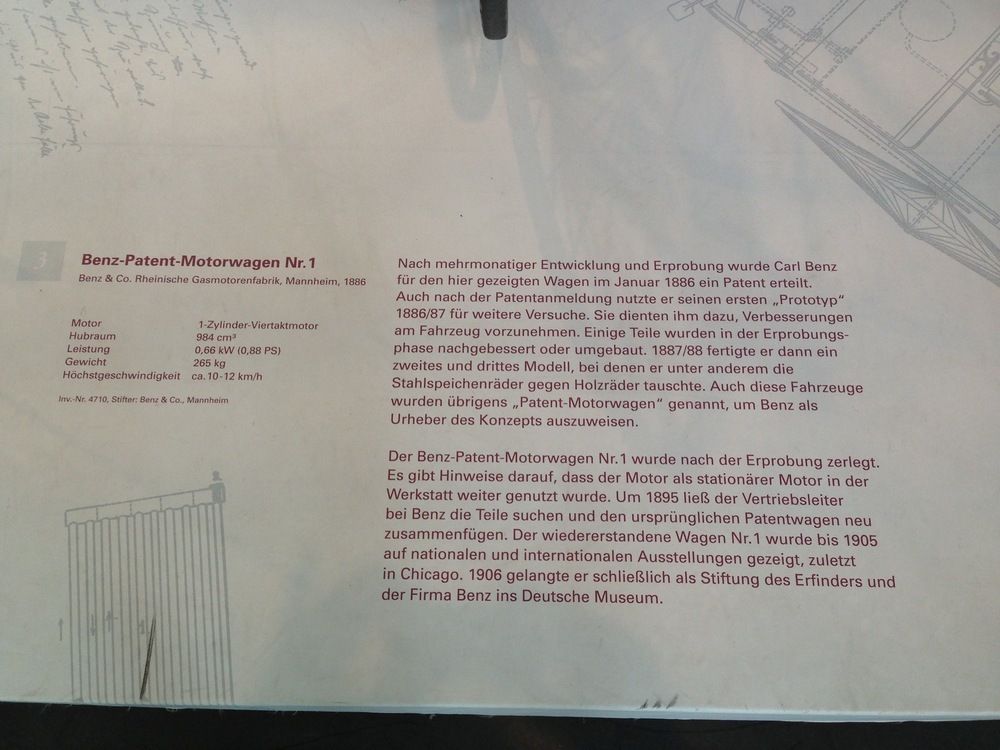 3
Benz-Patent-Motorwagen Nr. 1
Benz & Co. Rheinische Gasmotorenfabrik, Mannheim, 1886
Motor 1-Zylinder-Viertaktmotor
Hubraum 984 cm³
Leistung 0,66 kW (0,88 PS)
Gewicht 265 kg
Höchstgeschwindigkeit ca. 10-12 km/h
Inv.-Nr. 4710, Stifter: Benz & Co., Mannheim
Nach mehrmonatiger Entwicklung und Erprobung wurde Carl Benz
für den hier gezeigten Wagen im Januar 1886 ein Patent erteilt.
Auch nach der Patentanmeldung nutzte er seinen ersten „Prototyp“
1886/87 für weitere Versuche. Sie dienten ihm dazu, Verbesserungen
am Fahrzeug vorzunehmen. Einige Teile wurden in der Erprobungs-
phase nachgebessert oder umgebaut. 1887/88 fertigte er dann ein
zweites und drittes Modell, bei denen er unter anderem die
Stahlspeichenräder gegen Holzräder tauschte. Auch diese Fahrzeuge
wurden übrigens „Patent-Motorwagen“ genannt, um Benz als
Urheber des Konzepts auszuweisen.
Der Benz-Patent-Motorwagen Nr. 1 wurde nach der Erprobung zerlegt.
Es gibt Hinweise darauf, dass der Motor als stationärer Motor in der
Werkstatt weiter genutzt wurde. Um 1895 ließ der Vertriebsleiter
bei Benz die Teile suchen und den ursprünglichen Patentwagen neu
zusammenfügen. Der wiedererstandene Wagen Nr. 1 wurde bis 1905
auf nationalen und internationalen Ausstellungen gezeigt, zuletzt
in Chicago. 1906 gelangte er schließlich als Stiftung des Erfinders und
der Firma Benz ins Deutsche Museum.